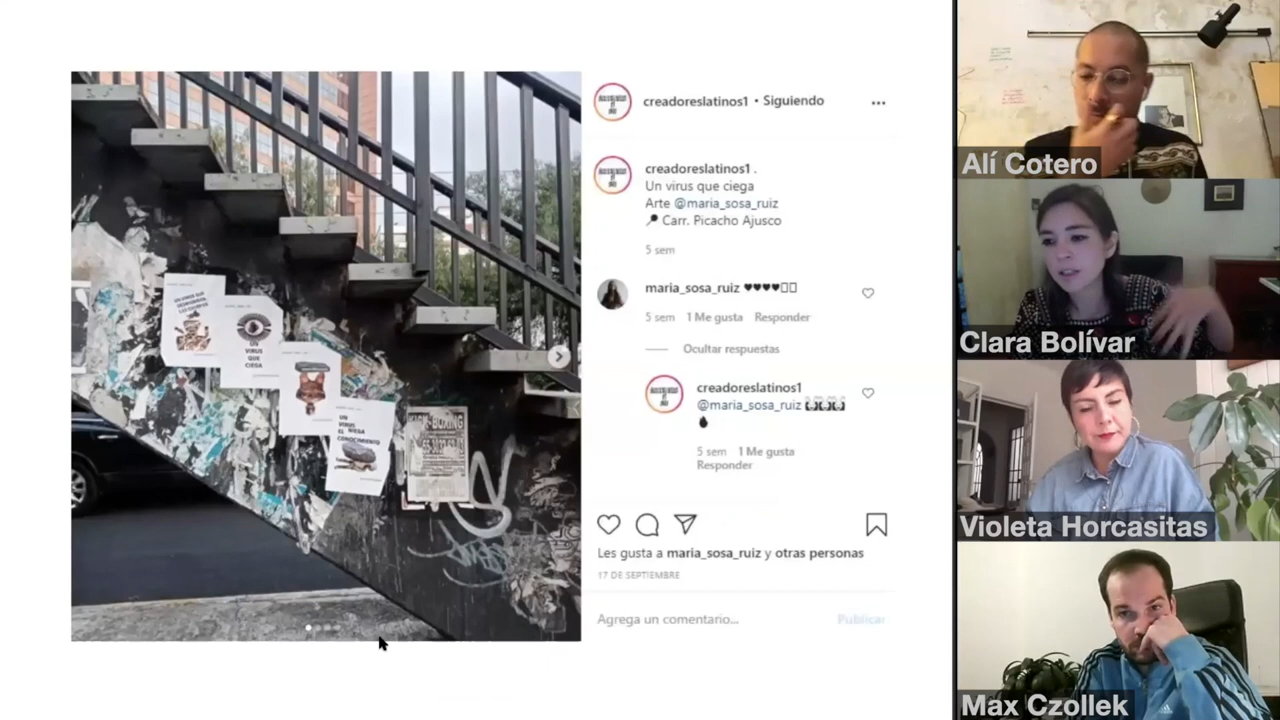 creadoreslatinos1 • Siguiendo
creadoreslatinos1 .
Un virus que ciega
Arte @maria_sosa_ruiz
Carr. Picacho Ajusco
5 sem
maria_sosa_ruiz ♥♥♥♥
5 sem 1 Me gusta Responder
Ocultar respuestas
creadoreslatinos1
@maria_sosa_ruiz
5 sem 1 Me gusta
Responder
Les gusta a maria_sosa_ruiz y otras personas
17 DE SEPTIEMBRE
Agrega un comentario...
Publicar
UN
VIRUS
QUE
CIEGA
UN
VIRUS NIEGA
EL
CONOCIMIENTO
KICK-BOXING
Alí Cotero
Clara Bolívar
Violeta Horcasitas
Max Czollek